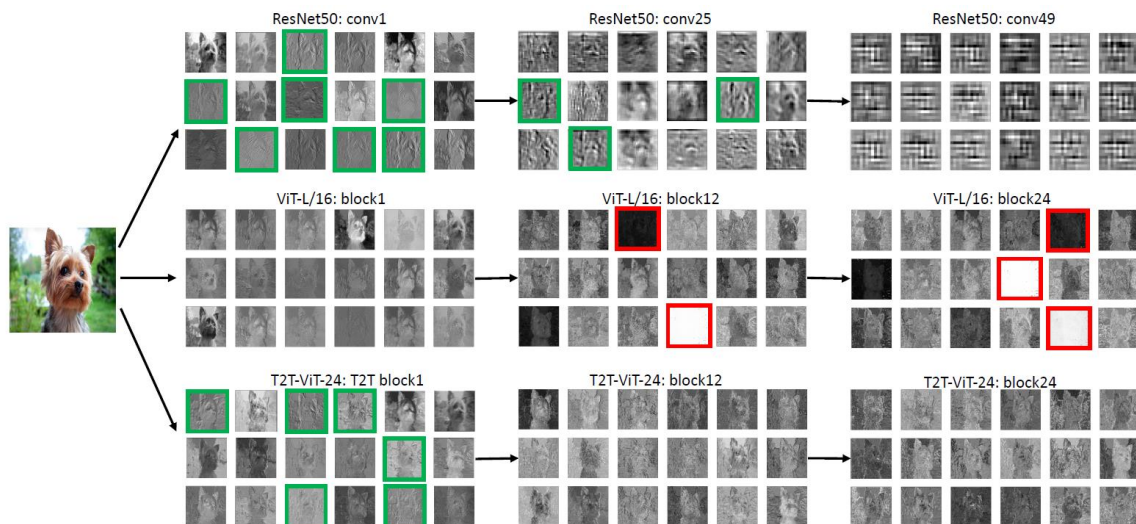 ResNet50: conv1
ResNet50: conv25
ResNet50: conv49
ViT-L/16: block1
ViT-L/16: block12
ViT-L/16: block24
T2T-ViT-24: T2T block1
T2T-ViT-24: block12
T2T-ViT-24: block24